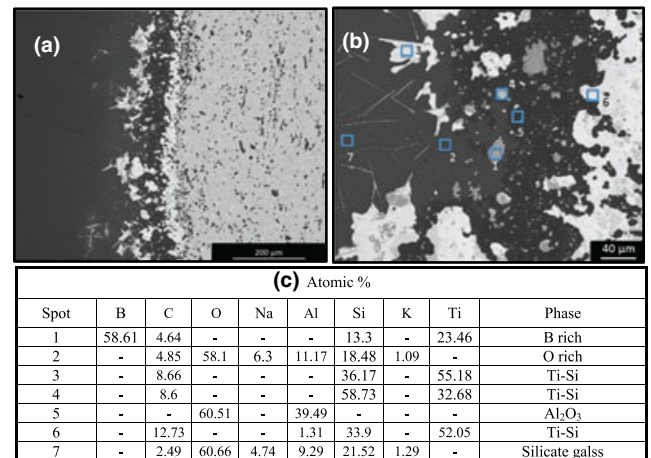 (a)
200 µm
(b)
3
4
5
6
7
2
1
40 µm
(c) Atomic %
Spot B C O Na Al Si K Ti Phase
1 58.61 4.64 - - - 13.3 - 23.46 B rich
2 - 4.85 58.1 6.3 11.17 18.48 1.09 - O rich
3 - 8.66 - - - 36.17 - 55.18 Ti-Si
4 - 8.6 - - - 58.73 - 32.68 Ti-Si
5 - - 60.51 - 39.49 - - - Al₂O₃
6 - 12.73 - - 1.31 33.9 - 52.05 Ti-Si
7 - 2.49 60.66 4.74 9.29 21.52 1.29 - Silicate galss